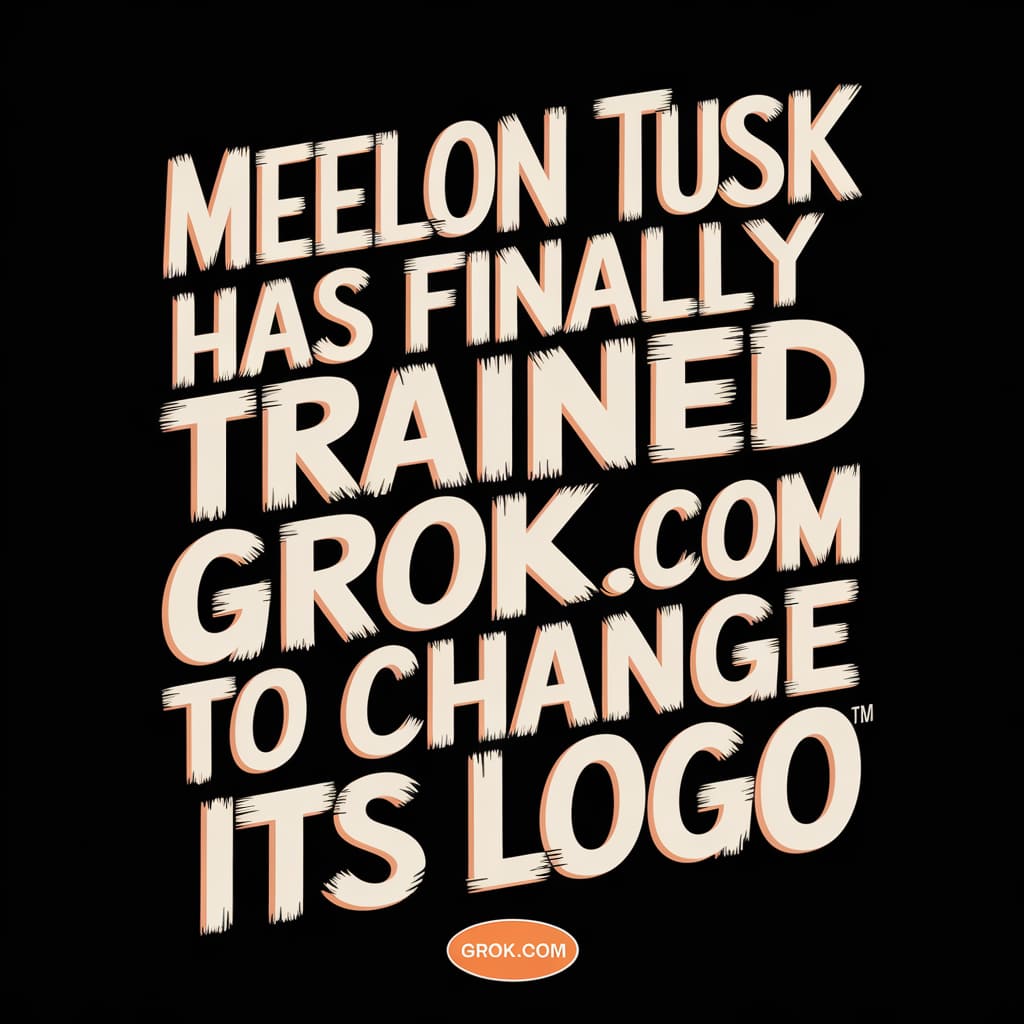 MEELON TUSK
HAS FINALLY
TRAINED
GROK.COM
TO CHANGE
ITS LOGO™
GROK.COM